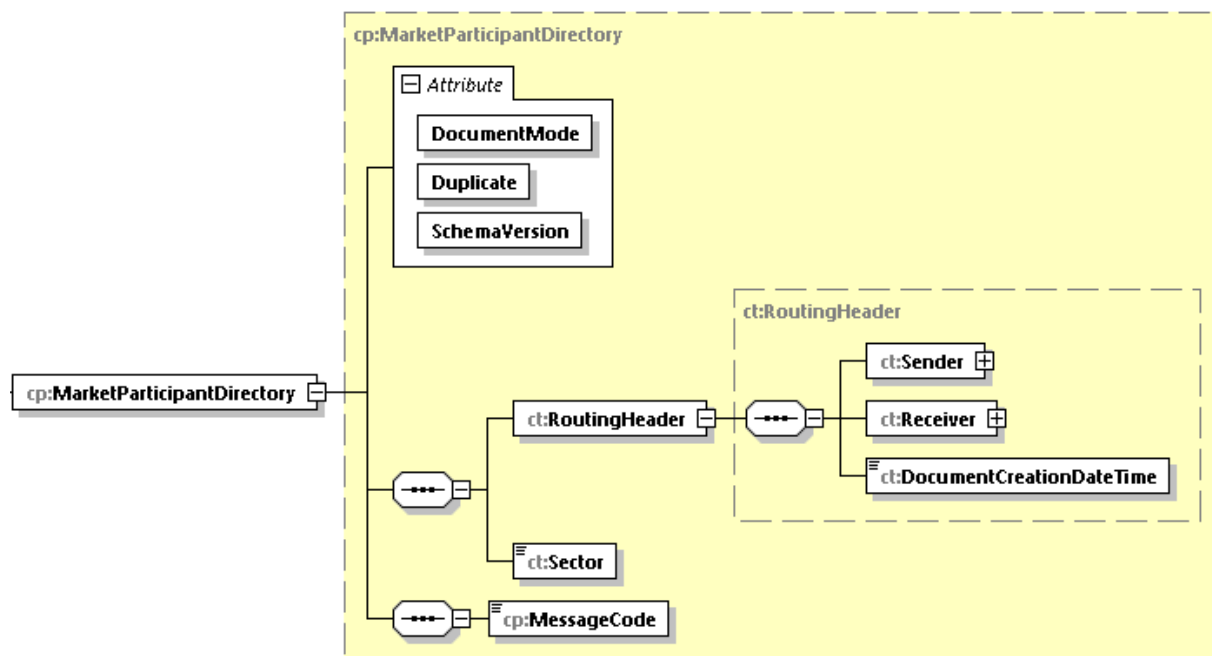 cp:MarketParticipantDirectory
Attribute
DocumentMode
Duplicate
SchemaVersion
ct:RoutingHeader
ct:Sender
cp:MarketParticipantDirectory
ct:RoutingHeader
ct:Receiver
ct:DocumentCreationDateTime
ct:Sector
cp:MessageCode